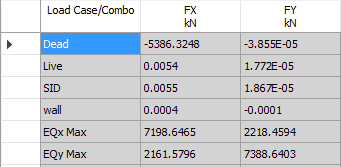 Load Case/Combo FX FY
kN kN
Dead -5386.3248 -3.855E-05
Live 0.0054 1.772E-05
SID 0.0055 1.867E-05
wall 0.0004 -0.0001
EQx Max 7198.6465 2218.4594
EQy Max 2161.5796 7388.6403